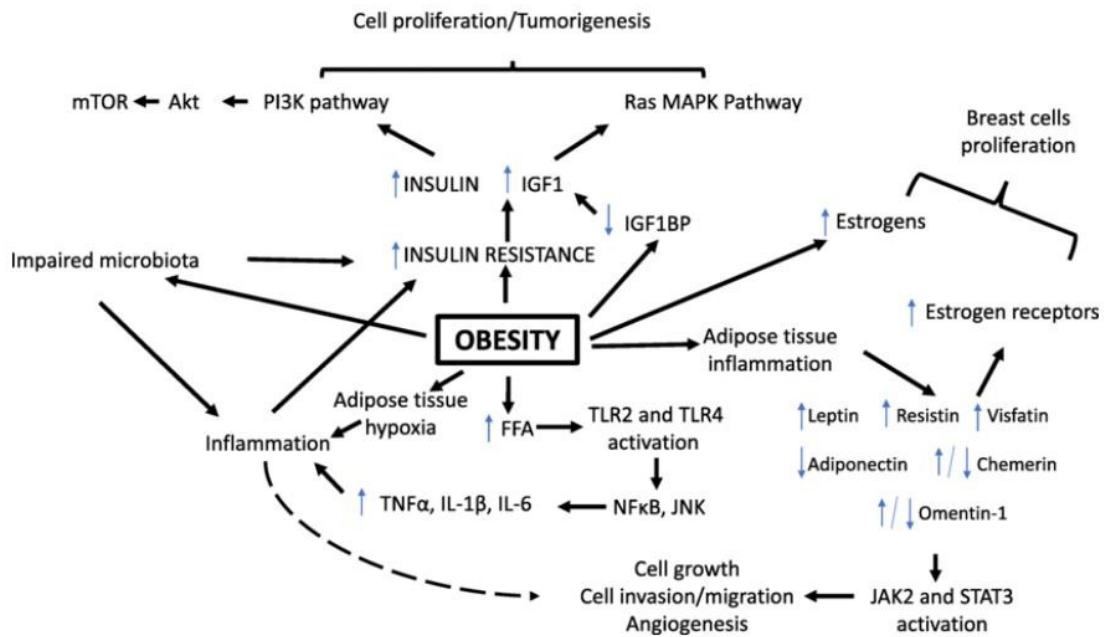 Cell proliferation/Tumorigenesis
mTOR
Akt
PI3K pathway
Ras MAPK Pathway
Breast cells
proliferation
INSULIN
IGF1
IGF1BP
Estrogens
Impaired microbiota
INSULIN RESISTANCE
OBESITY
Estrogen receptors
Adipose tissue
inflammation
Adipose tissue
hypoxia
FFA
TLR2 and TLR4
activation
Leptin
Resistin
Visfatin
Inflammation
Adiponectin
/
Chemerin
TNFα, IL-1β, IL-6
NFκB, JNK
/
Omentin-1
Cell growth
Cell invasion/migration
Angiogenesis
JAK2 and STAT3
activation